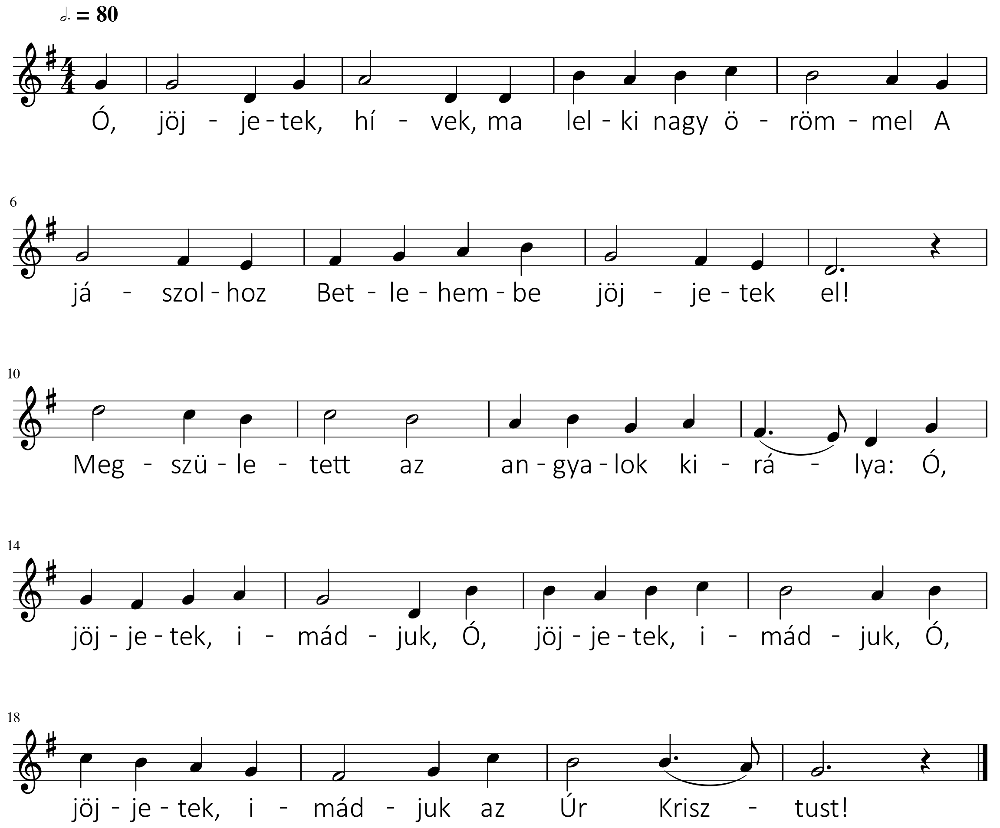 𝅗𝅥. = 80
4
4
Ó, jöj - je - tek, hí - vek, ma lel - ki nagy ö - röm - mel A
6
já - szol - hoz Bet - le - hem - be jöj - je - tek el!
10
Meg - szü - le - tett az an - gya - lok ki - rá - lya: Ó,
14
jöj - je - tek, i - mád - juk, Ó, jöj - je - tek, i - mád - juk, Ó,
18
jöj - je - tek, i - mád - juk az Úr Krisz - tust!